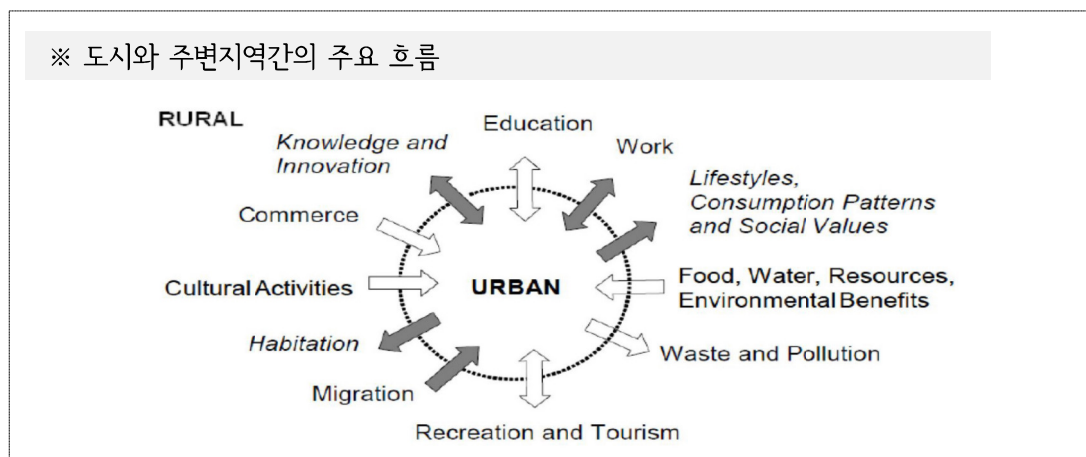 ※ 도시와 주변지역간의 주요 흐름
RURAL
Education
Knowledge and
Innovation
Work
Lifestyles,
Consumption Patterns
and Social Values
Commerce
Cultural Activities
URBAN
Food, Water, Resources,
Environmental Benefits
Habitation
Waste and Pollution
Migration
Recreation and Tourism